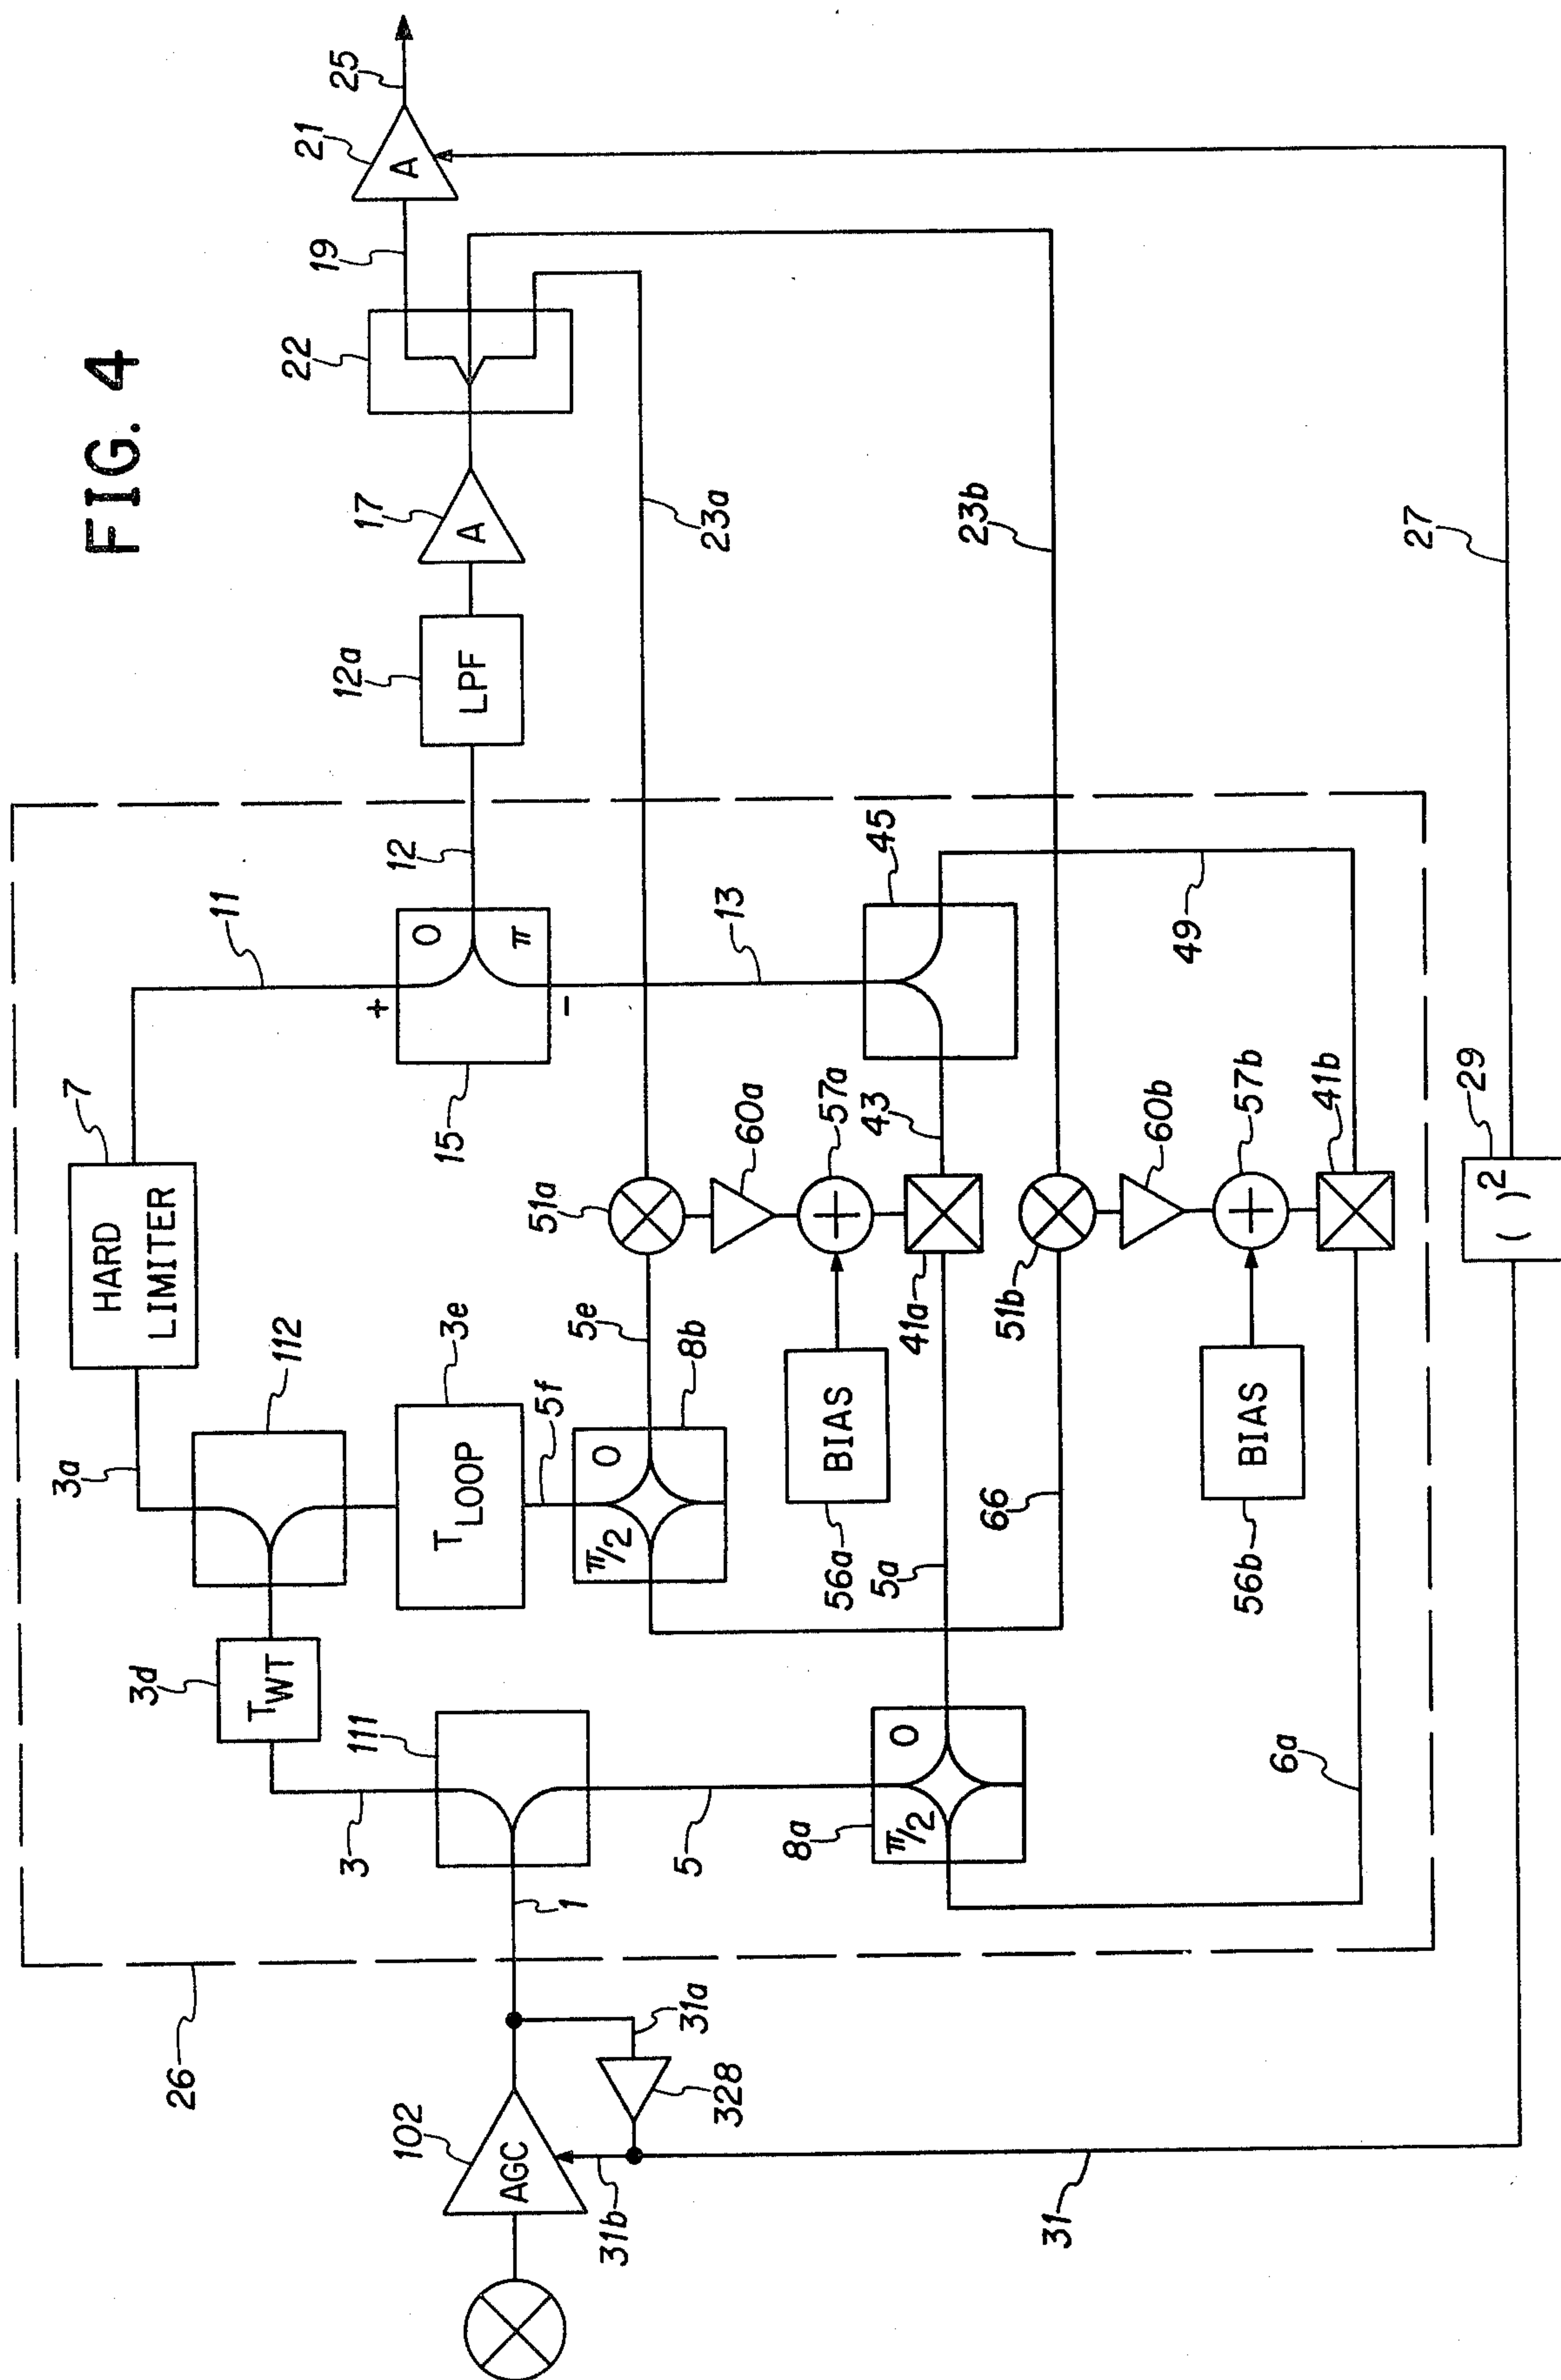 FIG. 4
26
102
AGC
31b
31a
328
31
1
3
111
5
8a
π/2
0
6a
3d
TWT
112
3a
3e
TLOOP
5f
8b
π/2
0
5e
66
5a
7
HARD
LIMITER
11
15
+
0
π
−
12
13
12a
LPF
17
A
22
19
21
A
25
23a
23b
51a
60a
57a
56a
BIAS
41a
43
45
49
51b
60b
57b
56b
BIAS
41b
29
( )2
27